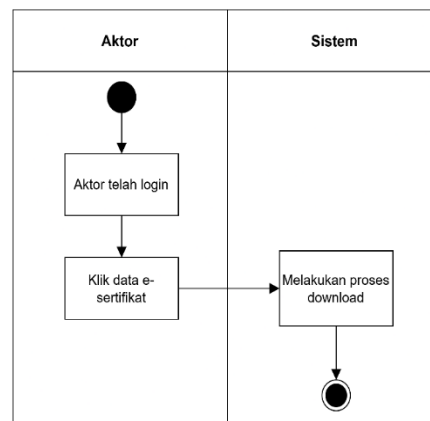 Aktor
Sistem
Aktor telah login
Klik data e-
sertifikat
Melakukan proses
download